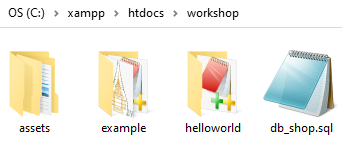 OS (C:) > xampp > htdocs > workshop
assets
example
helloworld
db_shop.sql